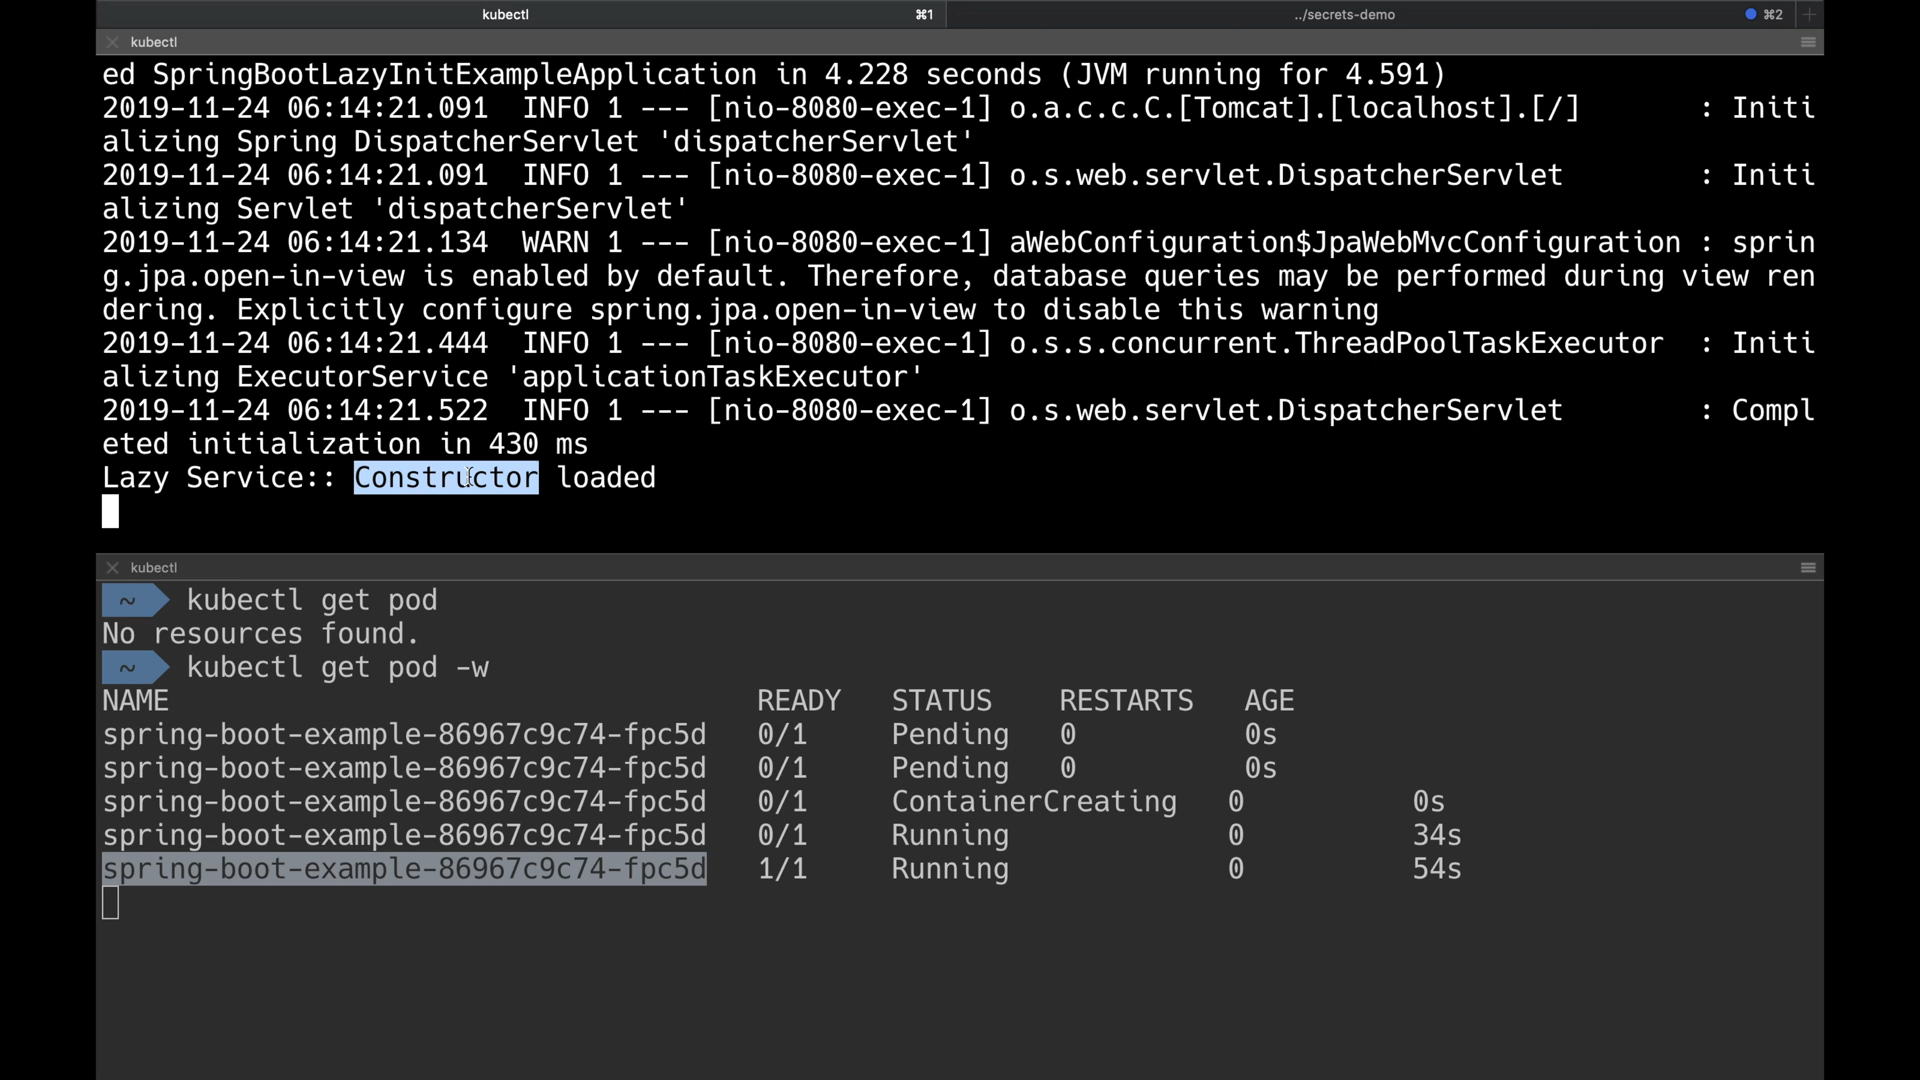 kubectl ⌘1 ../secrets-demo ⌘2
kubectl
ed SpringBootLazyInitExampleApplication in 4.228 seconds (JVM running for 4.591)
2019-11-24 06:14:21.091  INFO 1 --- [nio-8080-exec-1] o.a.c.c.C.[Tomcat].[localhost].[/]       : Initi
alizing Spring DispatcherServlet 'dispatcherServlet'
2019-11-24 06:14:21.091  INFO 1 --- [nio-8080-exec-1] o.s.web.servlet.DispatcherServlet        : Initi
alizing Servlet 'dispatcherServlet'
2019-11-24 06:14:21.134  WARN 1 --- [nio-8080-exec-1] aWebConfiguration$JpaWebMvcConfiguration : sprin
g.jpa.open-in-view is enabled by default. Therefore, database queries may be performed during view ren
dering. Explicitly configure spring.jpa.open-in-view to disable this warning
2019-11-24 06:14:21.444  INFO 1 --- [nio-8080-exec-1] o.s.s.concurrent.ThreadPoolTaskExecutor  : Initi
alizing ExecutorService 'applicationTaskExecutor'
2019-11-24 06:14:21.522  INFO 1 --- [nio-8080-exec-1] o.s.web.servlet.DispatcherServlet        : Compl
eted initialization in 430 ms
Lazy Service:: Constructor loaded
kubectl
~ kubectl get pod
No resources found.
~ kubectl get pod -w
NAME READY STATUS RESTARTS AGE
spring-boot-example-86967c9c74-fpc5d 0/1 Pending 0 0s
spring-boot-example-86967c9c74-fpc5d 0/1 Pending 0 0s
spring-boot-example-86967c9c74-fpc5d 0/1 ContainerCreating 0 0s
spring-boot-example-86967c9c74-fpc5d 0/1 Running 0 34s
spring-boot-example-86967c9c74-fpc5d 1/1 Running 0 54s